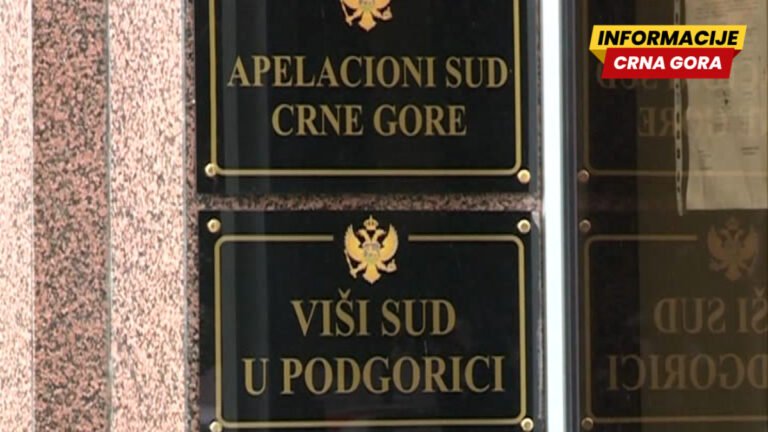 INFORMACIJE
CRNA GORA
APELACIONI SUD
CRNE GORE
VIŠI SUD
U PODGORICI